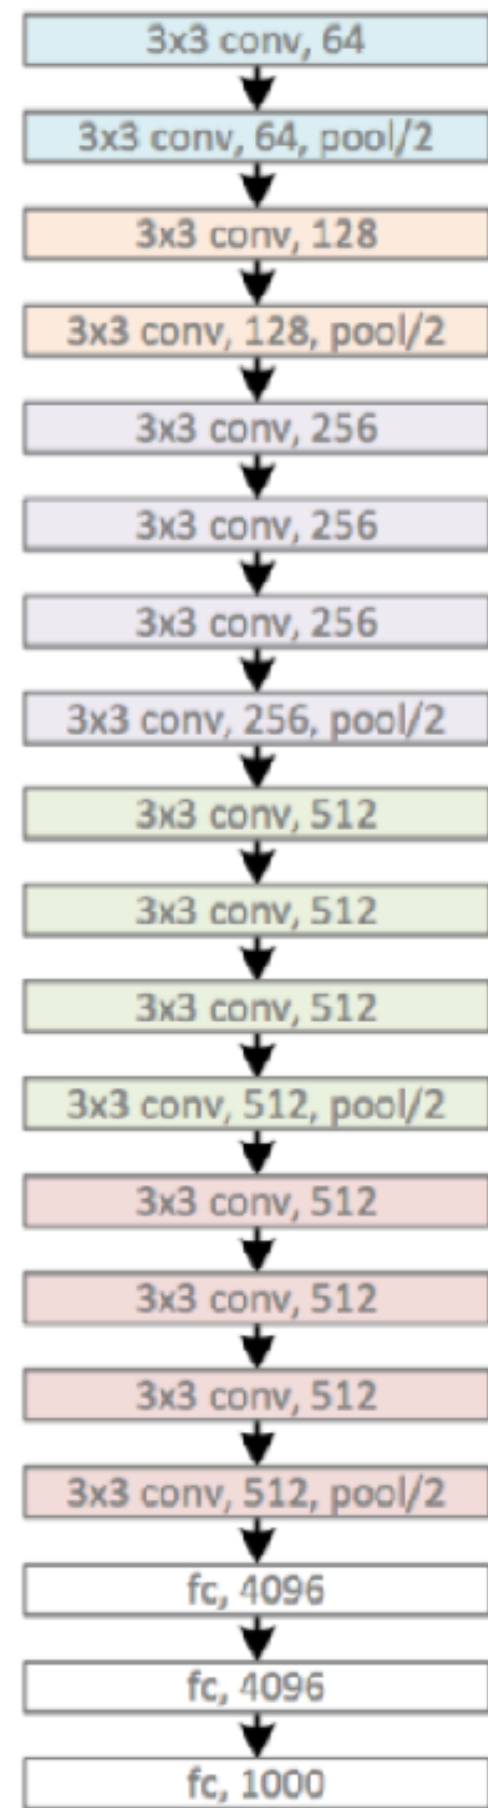 3x3 conv, 64
3x3 conv, 64, pool/2
3x3 conv, 128
3x3 conv, 128, pool/2
3x3 conv, 256
3x3 conv, 256
3x3 conv, 256
3x3 conv, 256, pool/2
3x3 conv, 512
3x3 conv, 512
3x3 conv, 512
3x3 conv, 512, pool/2
3x3 conv, 512
3x3 conv, 512
3x3 conv, 512
3x3 conv, 512, pool/2
fc, 4096
fc, 4096
fc, 1000